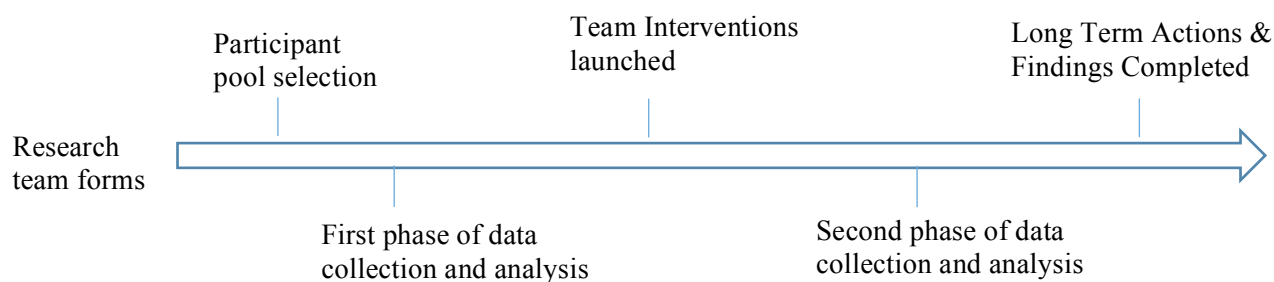 Participant
pool selection
Team Interventions
launched
Long Term Actions &
Findings Completed
Research
team forms
First phase of data
collection and analysis
Second phase of data
collection and analysis